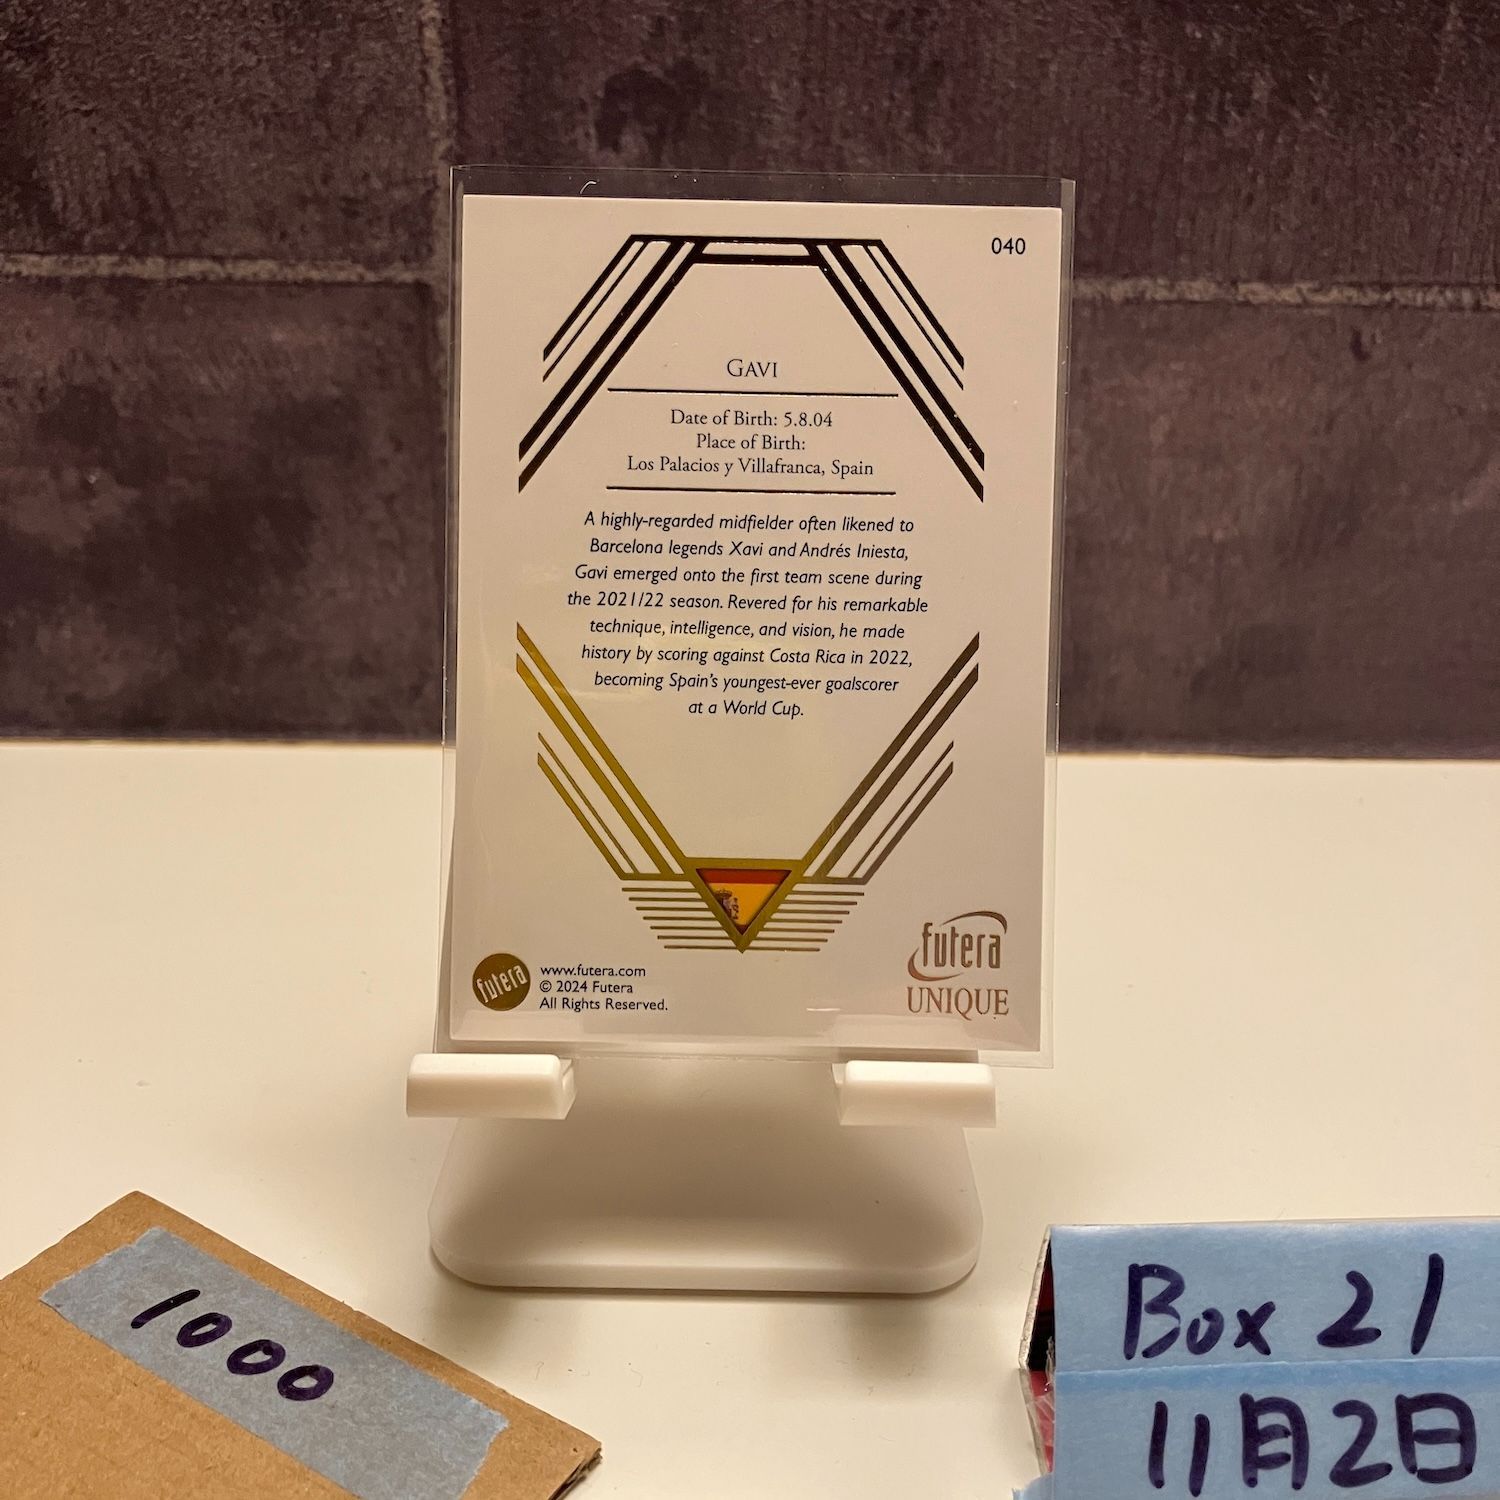 040
GAVI
Date of Birth: 5.8.04
Place of Birth:
Los Palacios y Villafranca, Spain
A highly-regarded midfielder often likened to
Barcelona legends Xavi and Andrés Iniesta,
Gavi emerged onto the first team scene during
the 2021/22 season. Revered for his remarkable
technique, intelligence, and vision, he made
history by scoring against Costa Rica in 2022,
becoming Spain's youngest-ever goalscorer
at a World Cup.
futera
www.futera.com
© 2024 Futera
All Rights Reserved.
futera
UNIQUE
1000
Box 21
11月2日